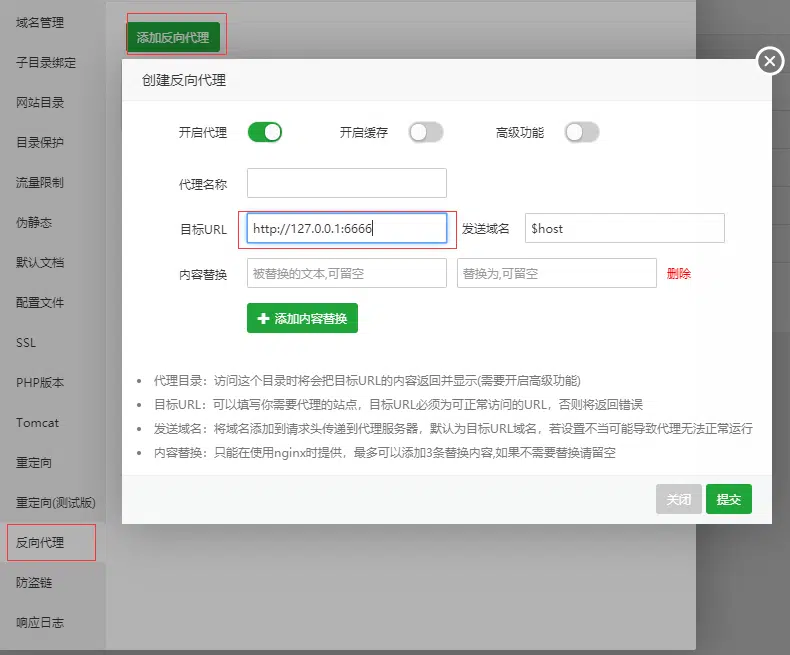 域名管理
子目录绑定
网站目录
目录保护
流量限制
伪静态
默认文档
配置文件
SSL
PHP版本
Tomcat
重定向
重定向(测试版)
反向代理
防盗链
响应日志
添加反向代理
创建反向代理
开启代理 开启缓存 高级功能
代理名称
目标URL http://127.0.0.1:6666 发送域名 $host
内容替换 被替换的文本,可留空 替换为,可留空 删除
添加内容替换
代理目录：访问这个目录时将会把目标URL的内容返回并显示(需要开启高级功能)
目标URL：可以填写你需要代理的站点，目标URL必须为可正常访问的URL，否则将返回错误
发送域名：将域名添加到请求头传递到代理服务器，默认为目标URL域名，若设置不当可能导致代理无法正常运行
内容替换：只能在使用nginx时提供，最多可以添加3条替换内容,如果不需要替换请留空
关闭 提交